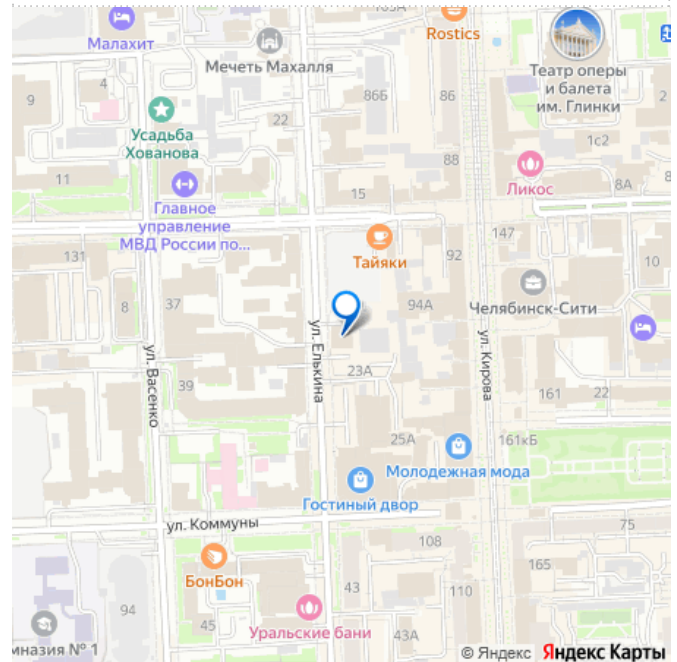 103А
Малахит
Rostics
Мечеть Махалля
Театр оперы
и балета
им. Глинки
4
9
86Б
86
2
22
Усадьба
Хованова
1с2
88
11
15
Ликос
8А
8
Главное
управление
МВД России по...
147
131
Тайяки
92
10
8
37
94А
Челябинск-Сити
ул. Елькина
ул. Кирова
ул. Васенко
23А
39
161
22
25А
161кБ
Молодежная мода
Гостиный двор
ул. Коммуны
75
108
165
БонБон
43
110
94
45
Уральские бани
43А
мназия № 1
© Яндекс Яндекс Карты